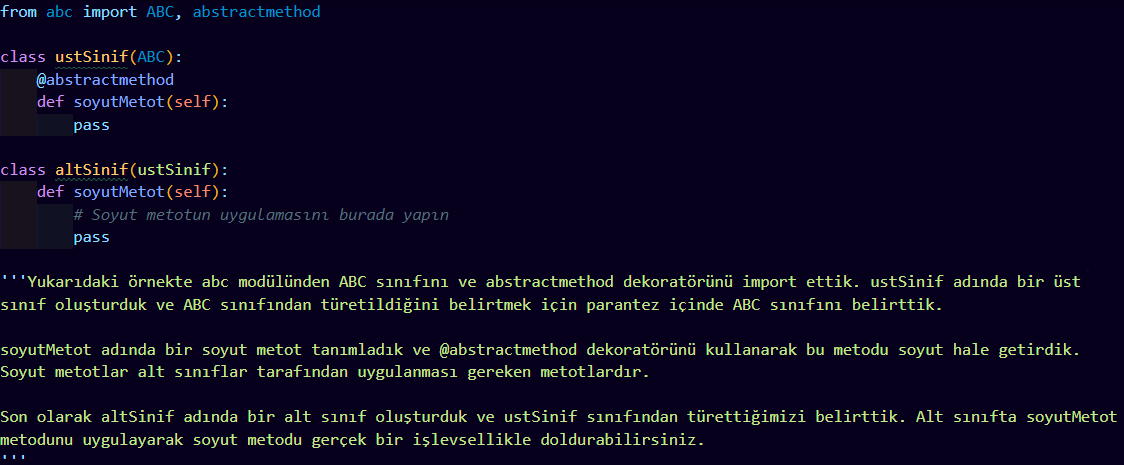 from abc import ABC, abstractmethod
class ustSinif(ABC):
@abstractmethod
def soyutMetot(self):
pass
class altSinif(ustSinif):
def soyutMetot(self):
# Soyut metotun uygulamasını burada yapın
pass
'''Yukarıdaki örnekte abc modülünden ABC sınıfını ve abstractmethod dekoratörünü import ettik. ustSinif adında bir üst
sınıf oluşturduk ve ABC sınıfından türetildiğini belirtmek için parantez içinde ABC sınıfını belirttik.
soyutMetot adında bir soyut metot tanımladık ve @abstractmethod dekoratörünü kullanarak bu metodu soyut hale getirdik.
Soyut metotlar alt sınıflar tarafından uygulanması gereken metotlardır.
Son olarak altSinif adında bir alt sınıf oluşturduk ve ustSinif sınıfından türettiğimizi belirttik. Alt sınıfta soyutMetot
metodunu uygulayarak soyut metodu gerçek bir işlevsellikle doldurabilirsiniz.
'''